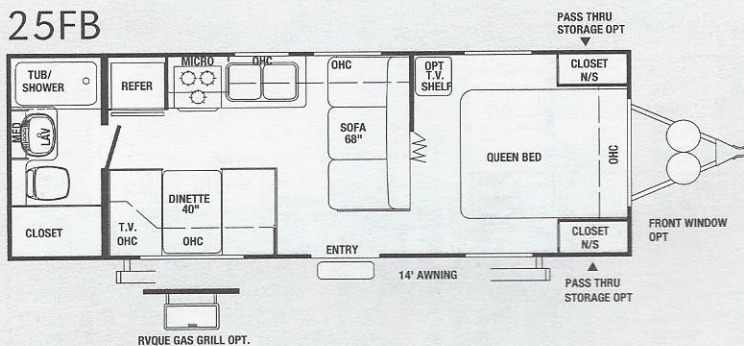 25FB
PASS THRU
STORAGE OPT
TUB/
SHOWER
REFER
MICRO
OHC
OHC
OPT
T.V.
SHELF
CLOSET
N/S
MED
LAV
SOFA
68"
QUEEN BED
OHC
DINETTE
40"
T.V.
OHC
OHC
CLOSET
ENTRY
14' AWNING
CLOSET
N/S
FRONT WINDOW
OPT
PASS THRU
STORAGE OPT
RVQUE GAS GRILL OPT.